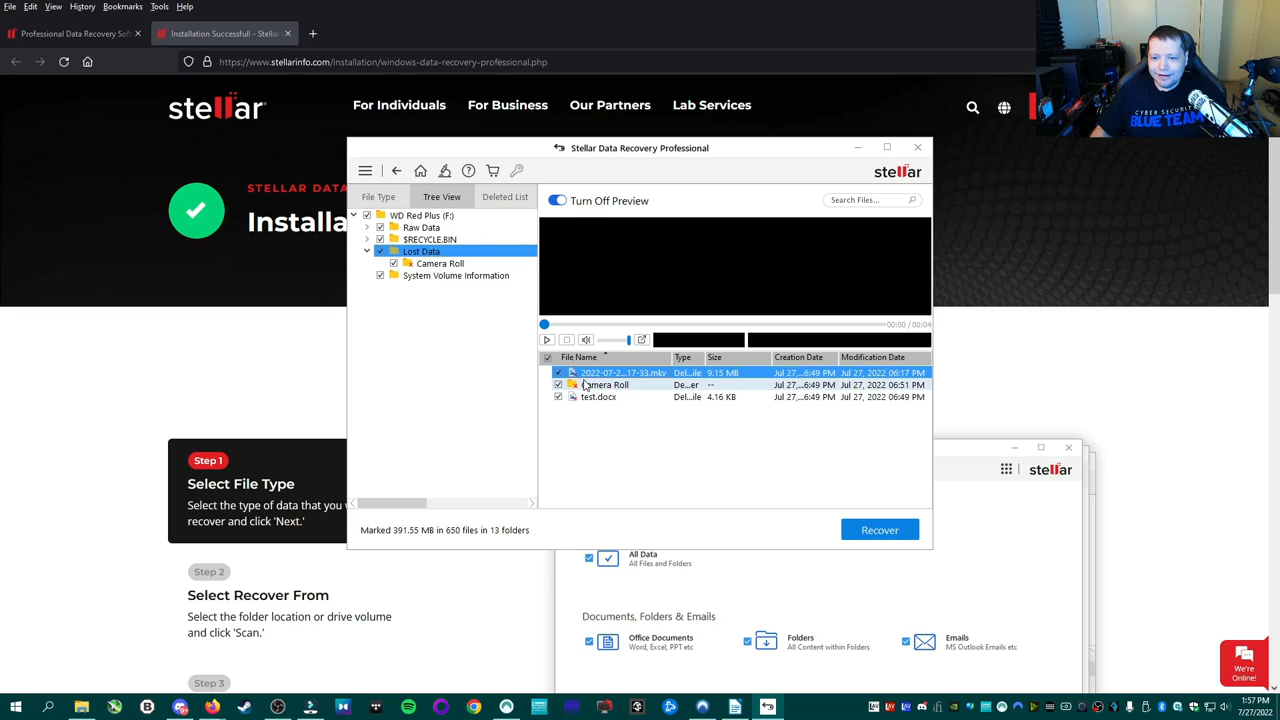 File Edit View History Bookmarks Tools Help
Professional Data Recovery Soft
Installation Successful! - Stellar
https://www.stellarinfo.com/installation/windows-data-recovery-professional.php
stellar
For Individuals For Business Our Partners Lab Services
CYBER SECURITY
BLUE TEAM
STELLAR DATA
Installa
Stellar Data Recovery Professional
stellar
File Type Tree View Deleted List
Turn Off Preview
Search Files...
WD Red Plus (F:)
Raw Data
$RECYCLE.BIN
Lost Data
Camera Roll
System Volume Information
00:00 / 00:04
File Name Type Size Creation Date Modification Date
2022-07-2...17-33.mkv Del...ile 9.15 MB Jul 27,...6:49 PM Jul 27, 2022 06:17 PM
Camera Roll De...er -- Jul 27,...6:49 PM Jul 27, 2022 06:51 PM
test.docx Del...ile 4.16 KB Jul 27,...6:49 PM Jul 27, 2022 06:49 PM
Marked 391.55 MB in 650 files in 13 folders
Recover
Step 1
Select File Type
Select the type of data that you w
recover and click 'Next.'
Step 2
Select Recover From
Select the folder location or drive volume
and click 'Scan.'
Step 3
stellar
All Data
All Files and Folders
Documents, Folders & Emails
Office Documents
Word, Excel, PPT etc
Folders
All Content within Folders
Emails
MS Outlook Emails etc
We're
Online!
1:57 PM
7/27/2022